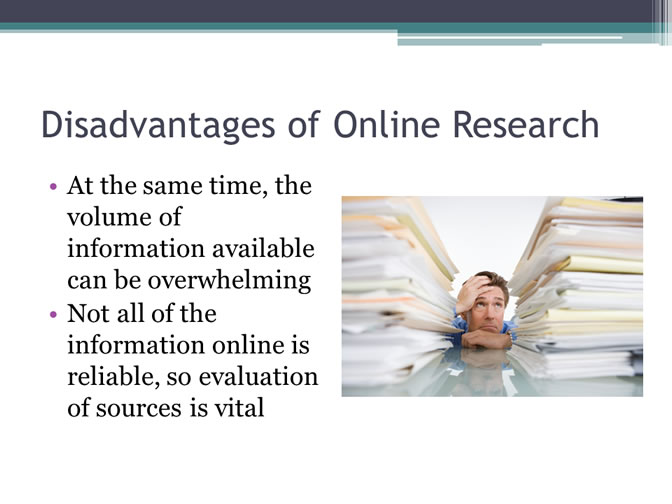 Disadvantages of Online Research
• At the same time, the
volume of
information available
can be overwhelming
• Not all of the
information online is
reliable, so evaluation
of sources is vital